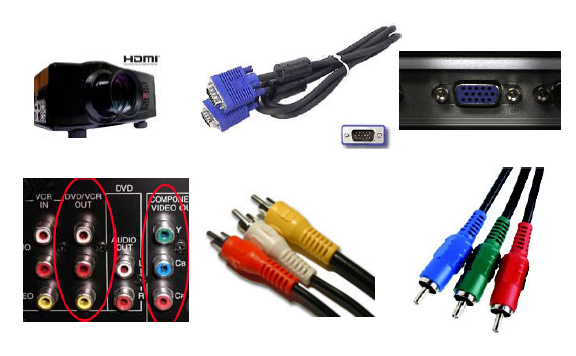 HDMI
VCR
IN
DVD/VCR
OUT
DVD
AUDIO
OUT
COMPONE
VIDEO OU
Y
CB
CR
L
R